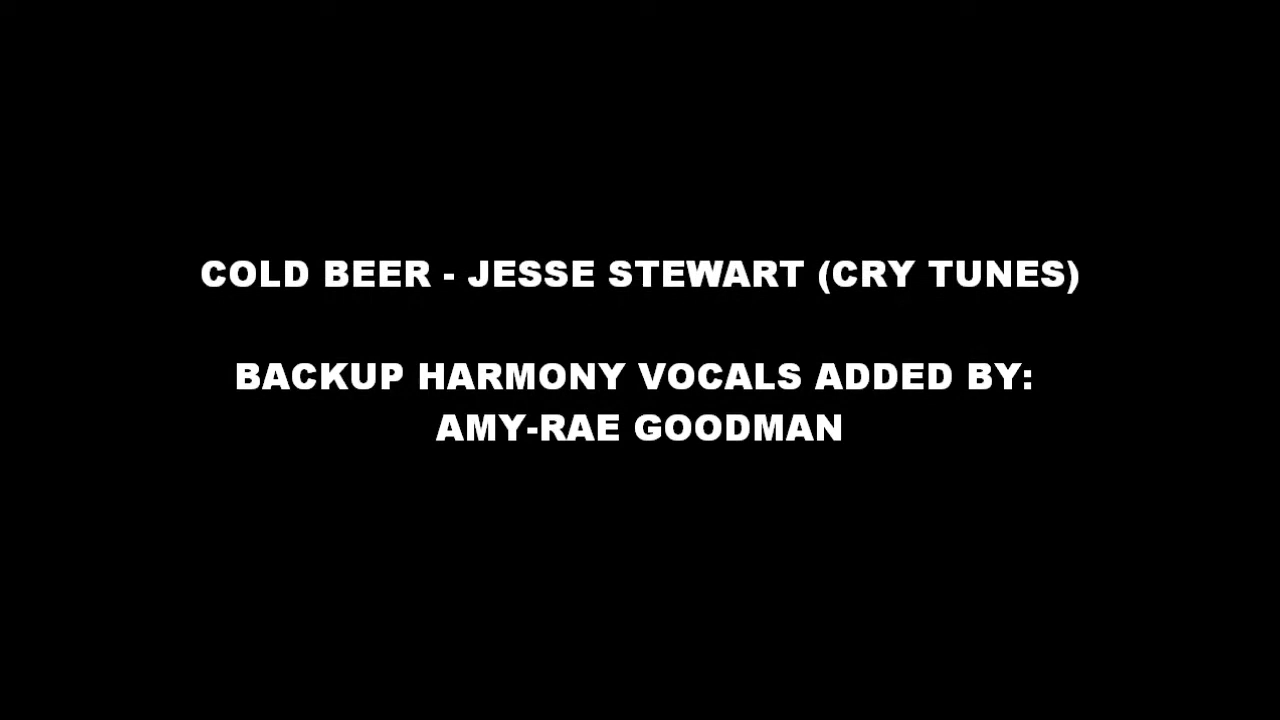 COLD BEER - JESSE STEWART (CRY TUNES)
BACKUP HARMONY VOCALS ADDED BY:
AMY-RAE GOODMAN